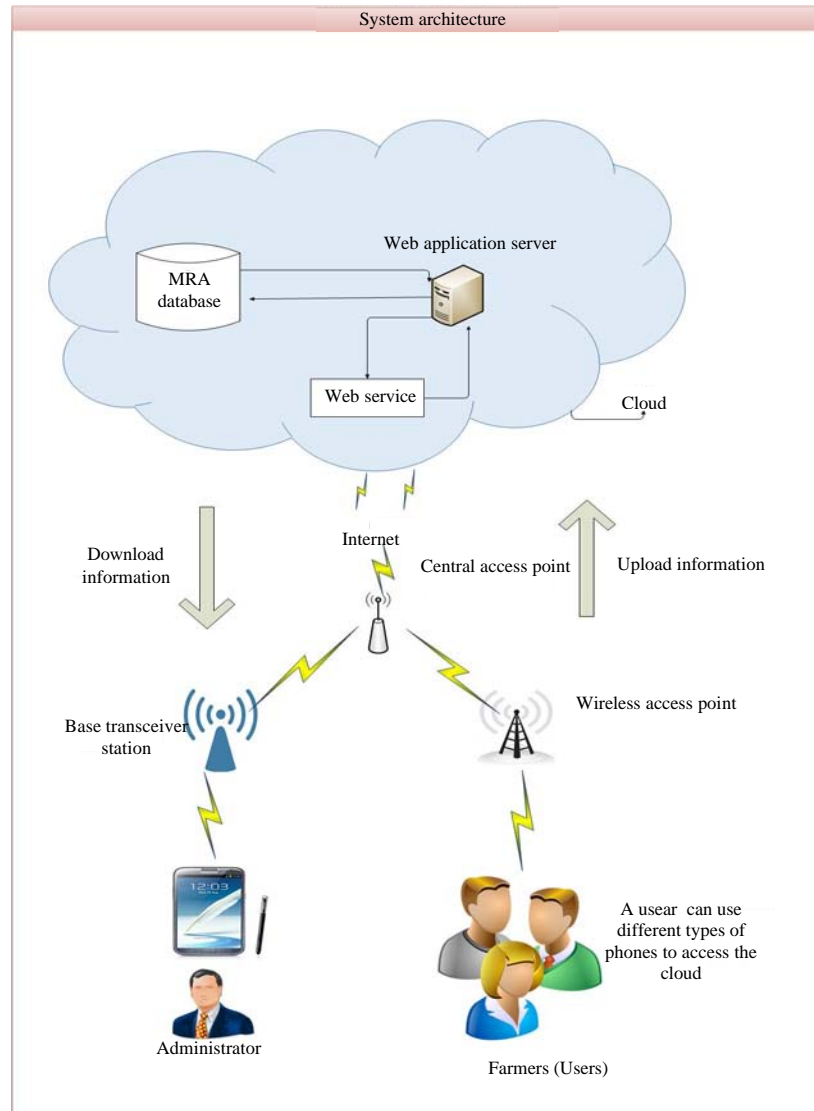 System architecture
Web application server
MRA
database
Web service
Cloud
Internet
Download
information
Central access point
Upload information
Wireless access point
Base transceiver
station
12:03
A usear can use
different types of
phones to access the
cloud
Administrator
Farmers (Users)